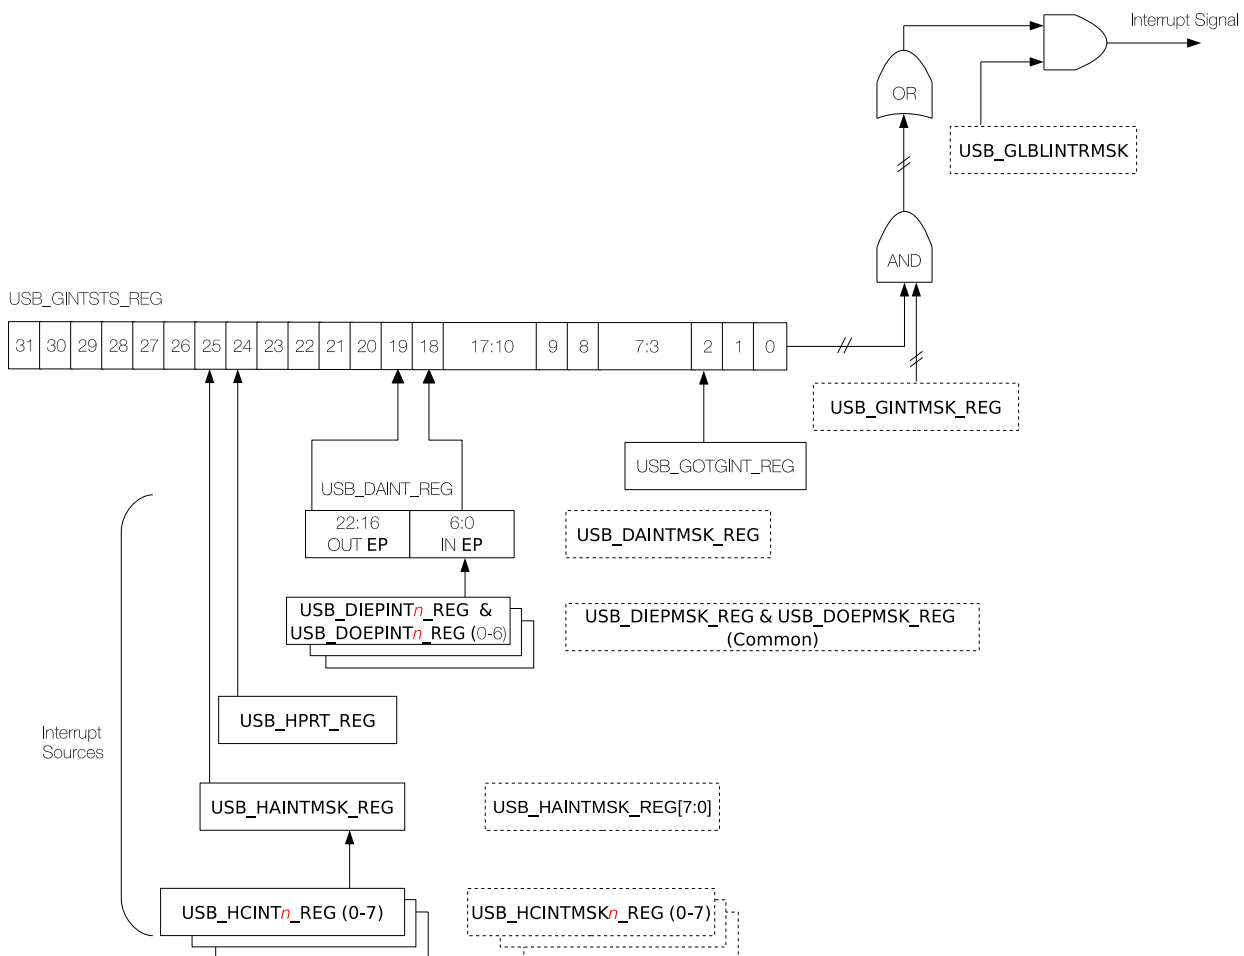 Interrupt Signal
OR
USB_GLBLINTRMSK
AND
USB_GINTSTS_REG
31 30 29 28 27 26 25 24 23 22 21 20 19 18 17:10 9 8 7:3 2 1 0
USB_GINTMSK_REG
USB_GOTGINT_REG
USB_DAINT_REG
22:16
OUT EP
6:0
IN EP
USB_DAINTMSK_REG
USB_DIEPINTn_REG &
USB_DOEPINTn_REG (0-6)
USB_DIEPMSK_REG & USB_DOEPMSK_REG
(Common)
USB_HPRT_REG
Interrupt
Sources
USB_HAINTMSK_REG
USB_HAINTMSK_REG[7:0]
USB_HCINTn_REG (0-7)
USB_HCINTMSKn_REG (0-7)